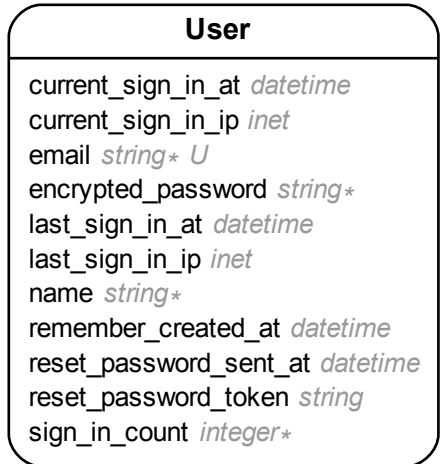 User
current_sign_in_at datetime
current_sign_in_ip inet
email string* U
encrypted_password string*
last_sign_in_at datetime
last_sign_in_ip inet
name string*
remember_created_at datetime
reset_password_sent_at datetime
reset_password_token string
sign_in_count integer*